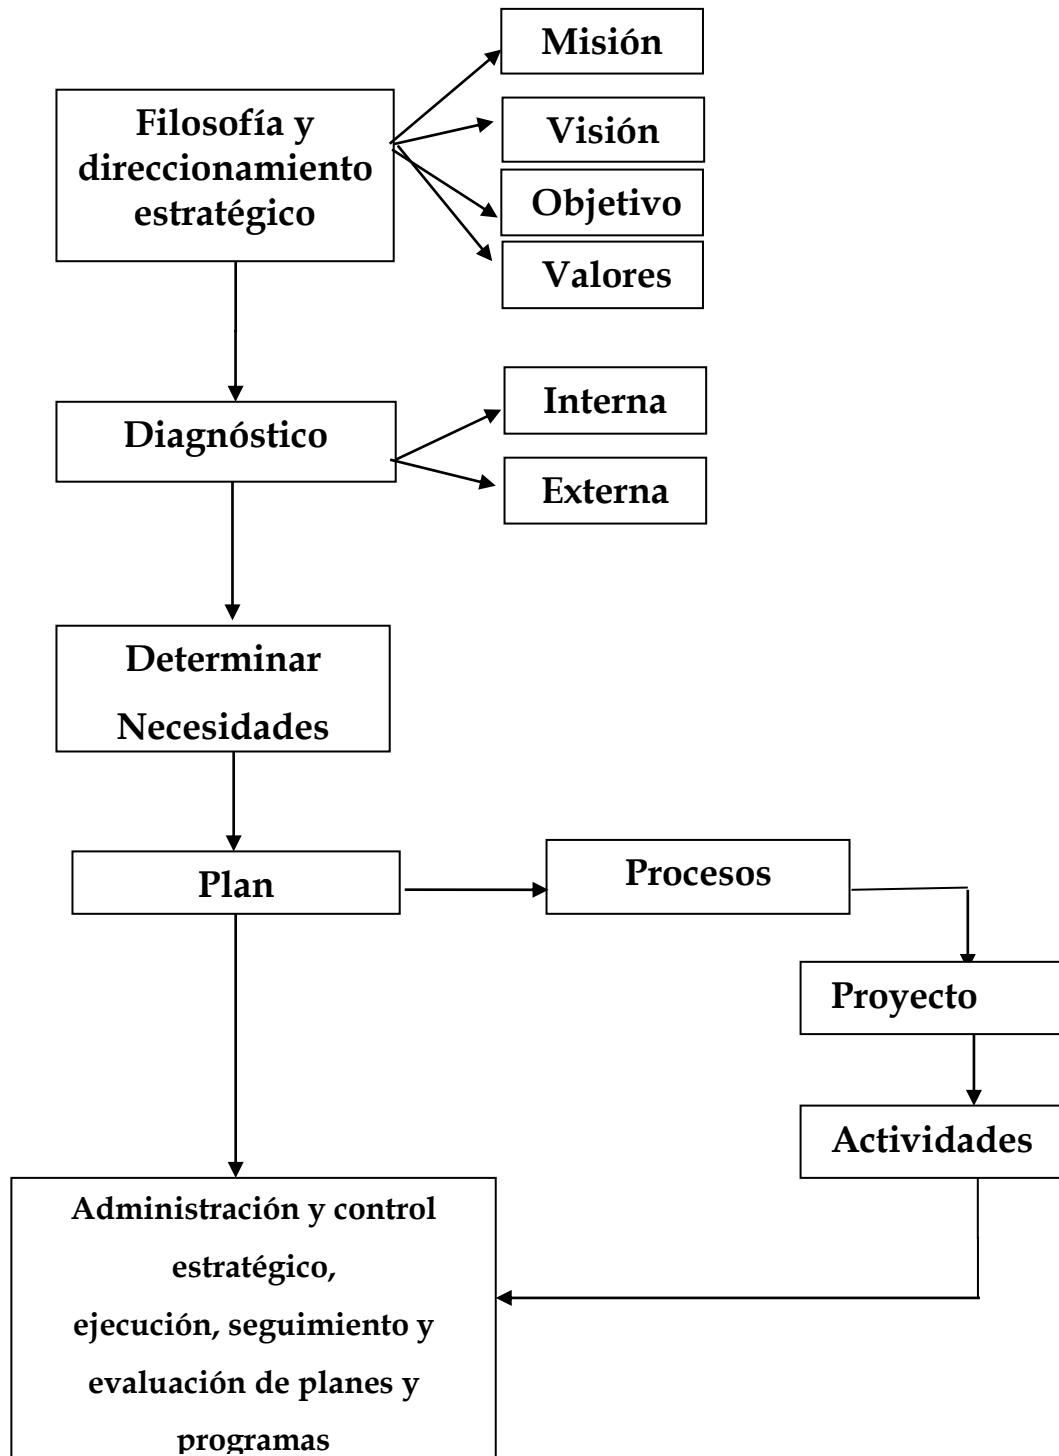 Misión
Filosofía y
direccionamiento
estratégico
Visión
Objetivo
Valores
Diagnóstico
Interna
Externa
Determinar
Necesidades
Plan
Procesos
Proyecto
Actividades
Administración y control
estratégico,
ejecución, seguimiento y
evaluación de planes y
programas